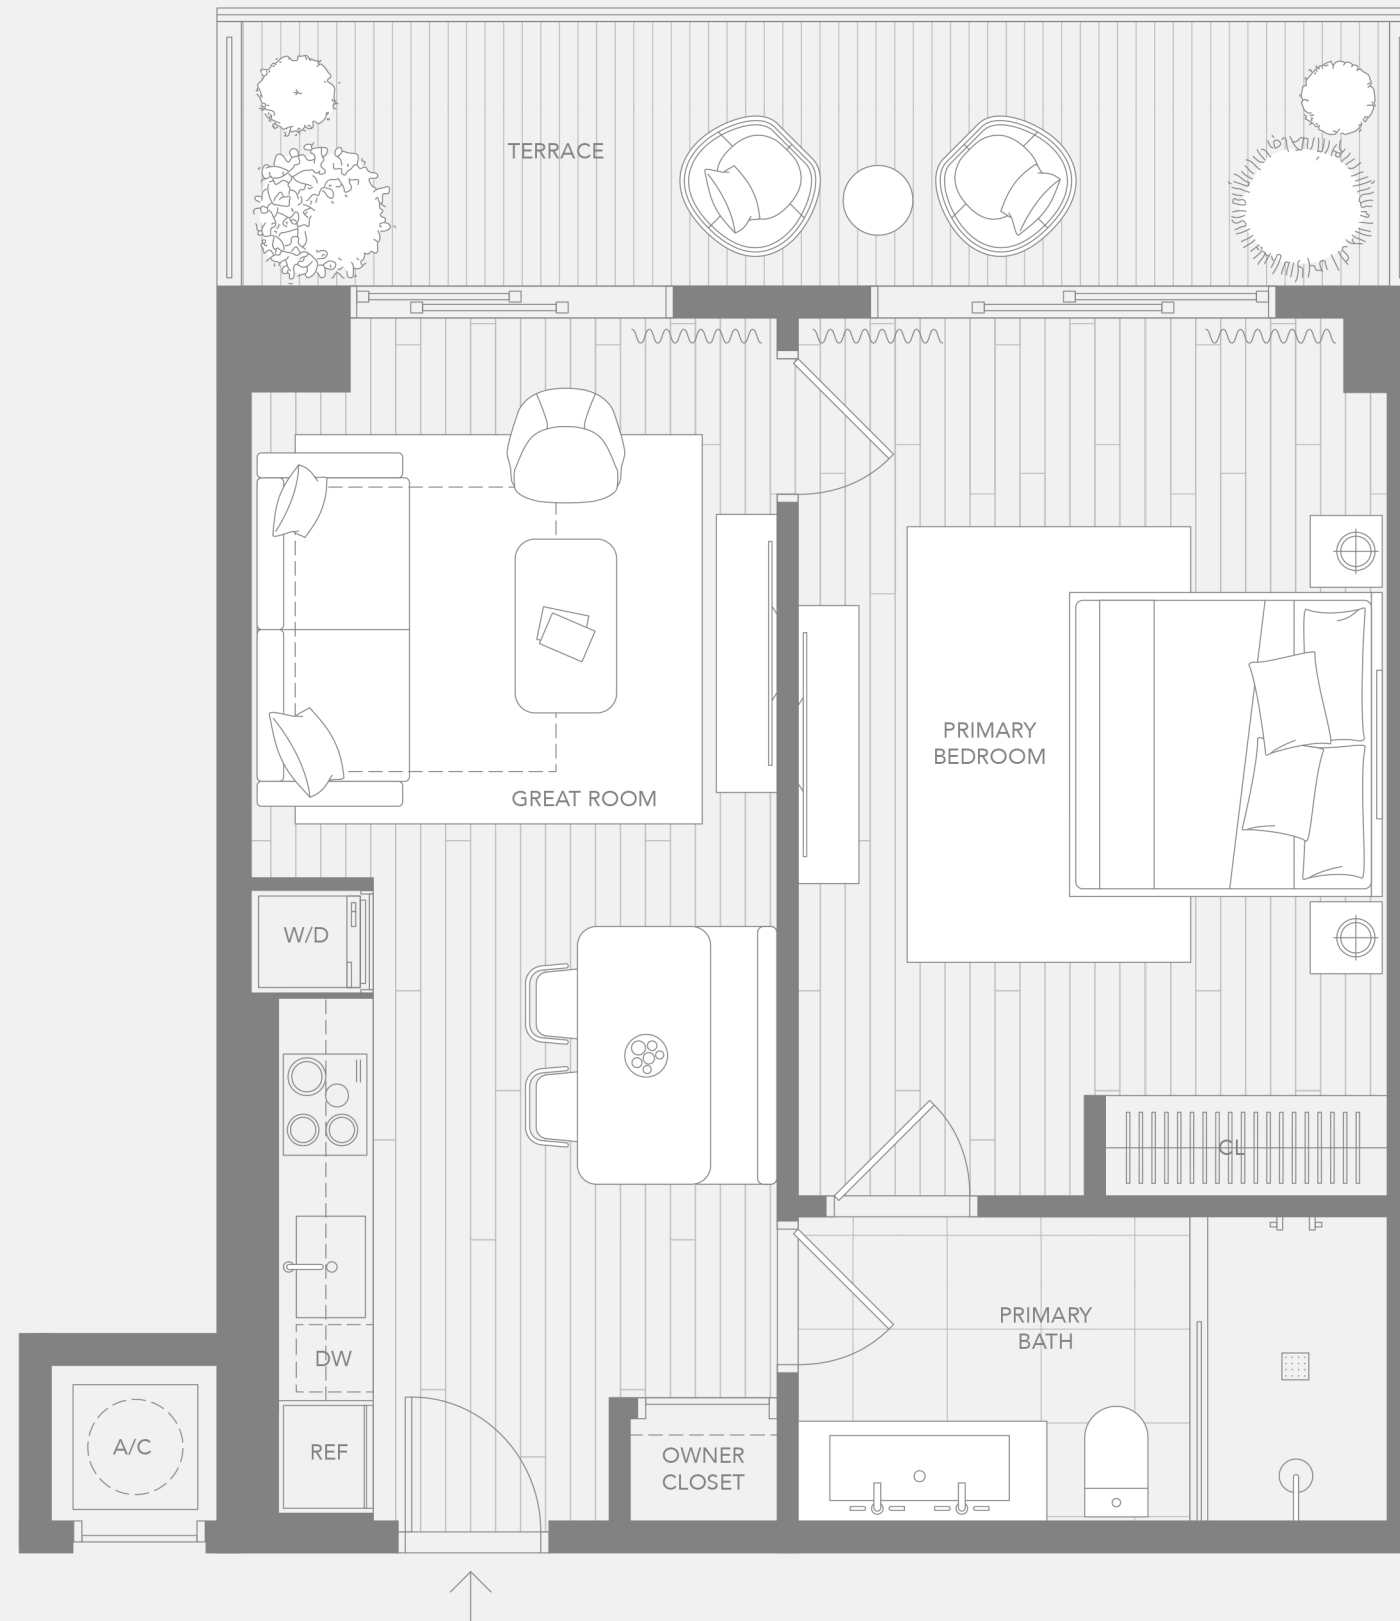 TERRACE
PRIMARY
BEDROOM
GREAT ROOM
W/D
CL
PRIMARY
BATH
DW
A/C
REF
OWNER
CLOSET